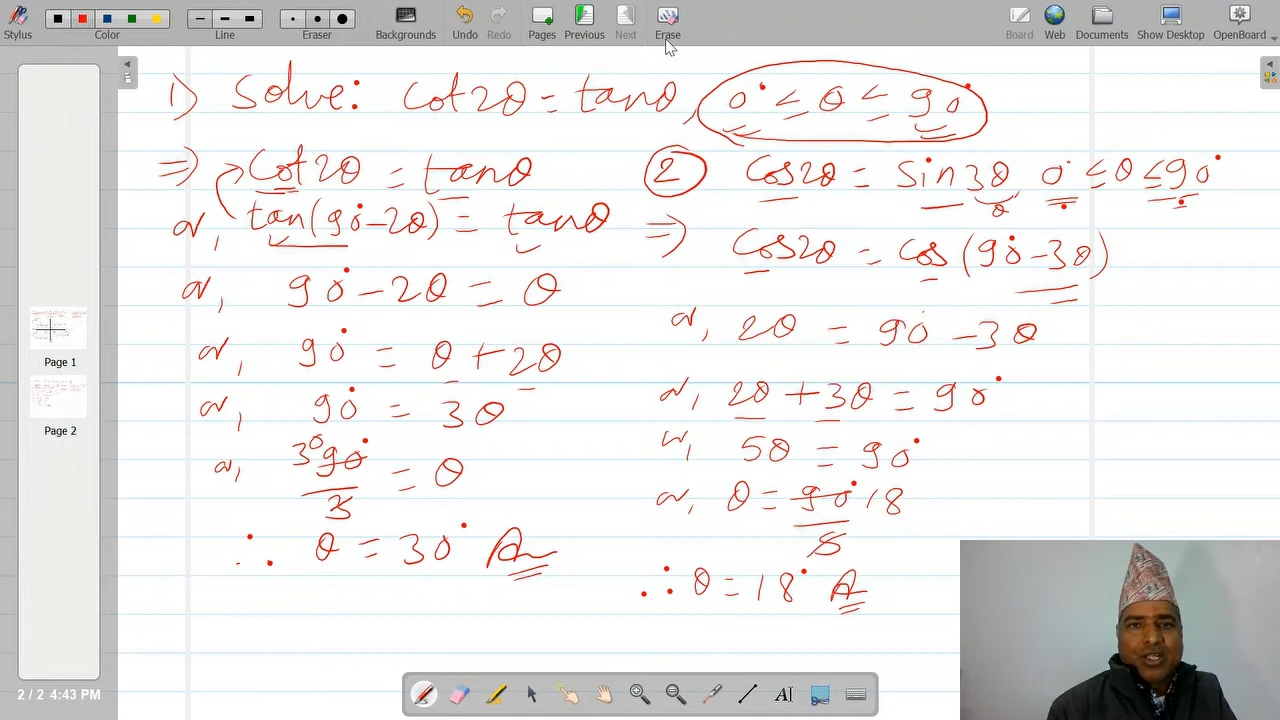 Stylus Color Line Eraser Backgrounds Undo Redo Pages Previous Next Erase Board Web Documents Show Desktop OpenBoard
1) Solve: cot2θ = tanθ, 0° ≤ θ ≤ 90°
⇒ cot2θ = tanθ
or, tan(90°-2θ) = tanθ
or, 90°-2θ = θ
or, 90° = θ + 2θ
or, 90° = 3θ
or, 30 90°/3 = θ
∴ θ = 30° A
② cos2θ = sin3θ, 0° ≤ θ ≤ 90°
⇒ cos2θ = cos(90°-3θ)
or, 2θ = 90° - 3θ
or, 2θ + 3θ = 90°
or, 5θ = 90°
or, θ = 90°/5 18
∴ θ = 18° A
Page 1
Page 2
2 / 2 4:43 PM
AI